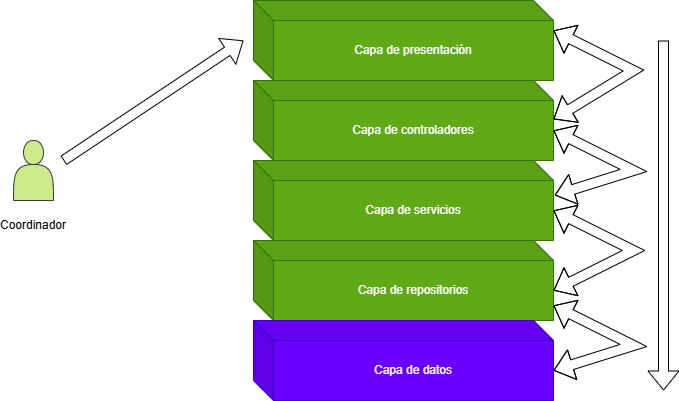 Capa de presentación
Capa de controladores
Capa de servicios
Coordinador
Capa de repositorios
Capa de datos